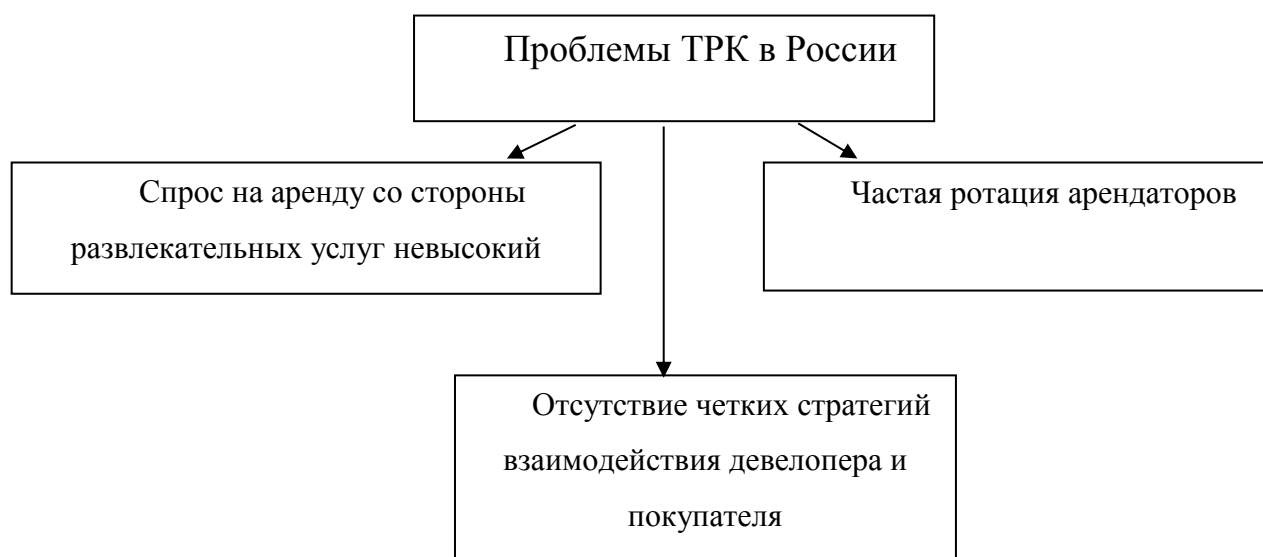 Проблемы ТРК в России
Спрос на аренду со стороны
развлекательных услуг невысокий
Частая ротация арендаторов
Отсутствие четких стратегий
взаимодействия девелопера и
покупателя